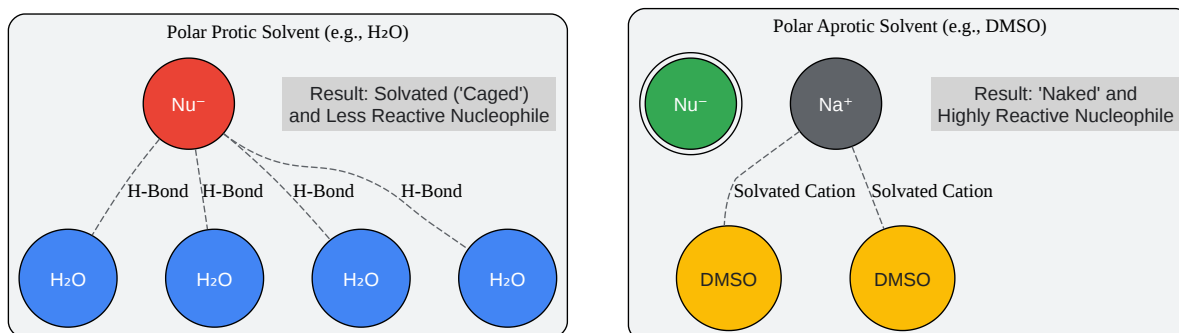 Polar Protic Solvent (e.g., H₂O)
Nu⁻
Result: Solvated ('Caged')
and Less Reactive Nucleophile
H-Bond
H-Bond
H-Bond
H-Bond
H₂O
H₂O
H₂O
H₂O
Polar Aprotic Solvent (e.g., DMSO)
Nu⁻
Na⁺
Result: 'Naked' and
Highly Reactive Nucleophile
Solvated Cation
Solvated Cation
DMSO
DMSO